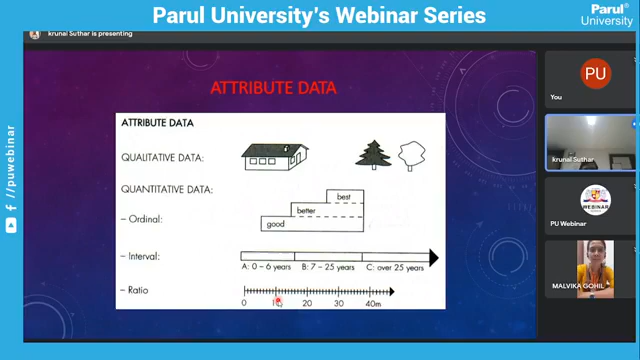 Parul University's Webinar Series
Parul®
University
krunal Suthar is presenting
ATTRIBUTE DATA
ATTRIBUTE DATA
QUALITATIVE DATA:
QUANTITATIVE DATA:
best
better
– Ordinal:
good
– Interval:
A: 0 – 6 years B: 7 – 25 years C: over 25 years
– Ratio
0 10 20 30 40m
PU
You
krunal Suthar
WEBINAR
PU Webinar
MALVIKA GOHIL
/puwebinar